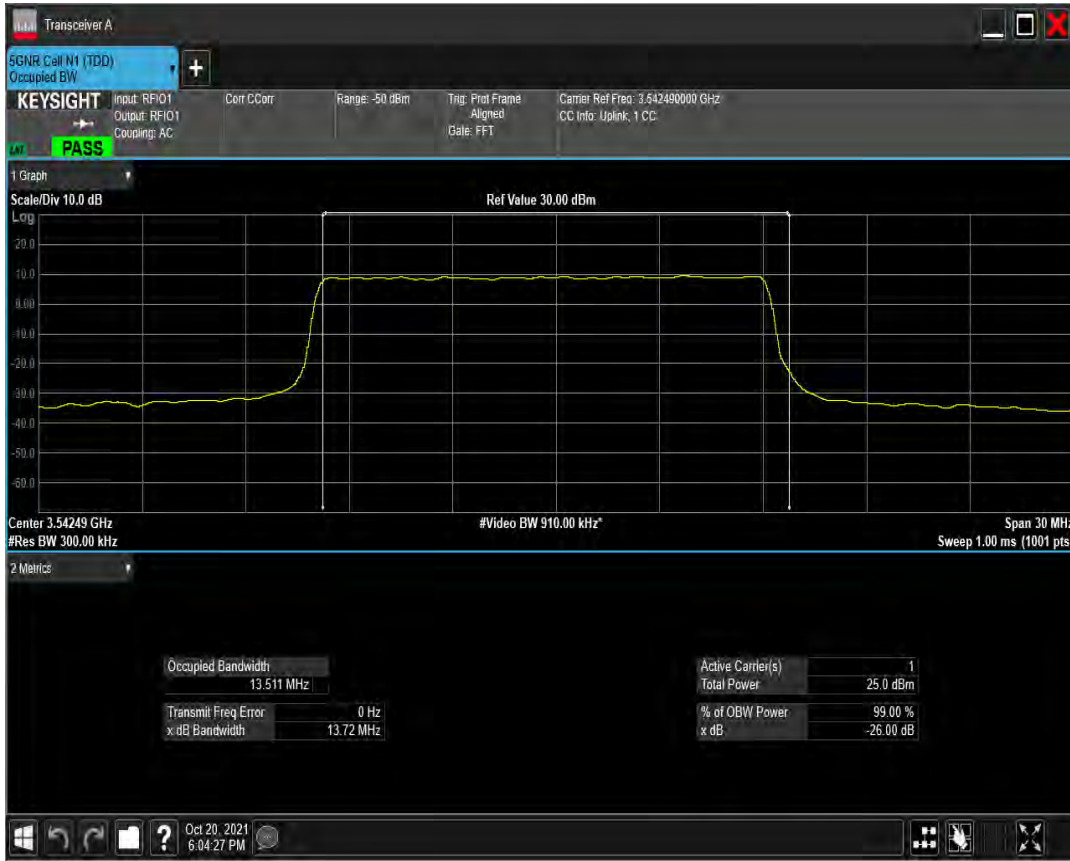 Transceiver A
5GNR Cell N1 (TDD)
Occupied BW
KEYSIGHT
Input: RFIO1
Output: RFIO1
Coupling: AC
Corr CCorr
Range: -50 dBm
Trig: Prot Frame
Aligned
Gate: FFT
Carrier Ref Freq: 3.542490000 GHz
CC Info: Uplink, 1 CC
PASS
1 Graph
Scale/Div 10.0 dB
Ref Value 30.00 dBm
Log
20.0
10.0
0.00
-10.0
-20.0
-30.0
-40.0
-50.0
-60.0
Center 3.54249 GHz
#Video BW 910.00 kHz*
Span 30 MHz
#Res BW 300.00 kHz
Sweep 1.00 ms (1001 pts
2 Metrics
Occupied Bandwidth
13.511 MHz
Transmit Freq Error 0 Hz
x dB Bandwidth 13.72 MHz
Active Carrier(s) 1
Total Power 25.0 dBm
% of OBW Power 99.00 %
x dB -26.00 dB
Oct 20, 2021
6:04:27 PM